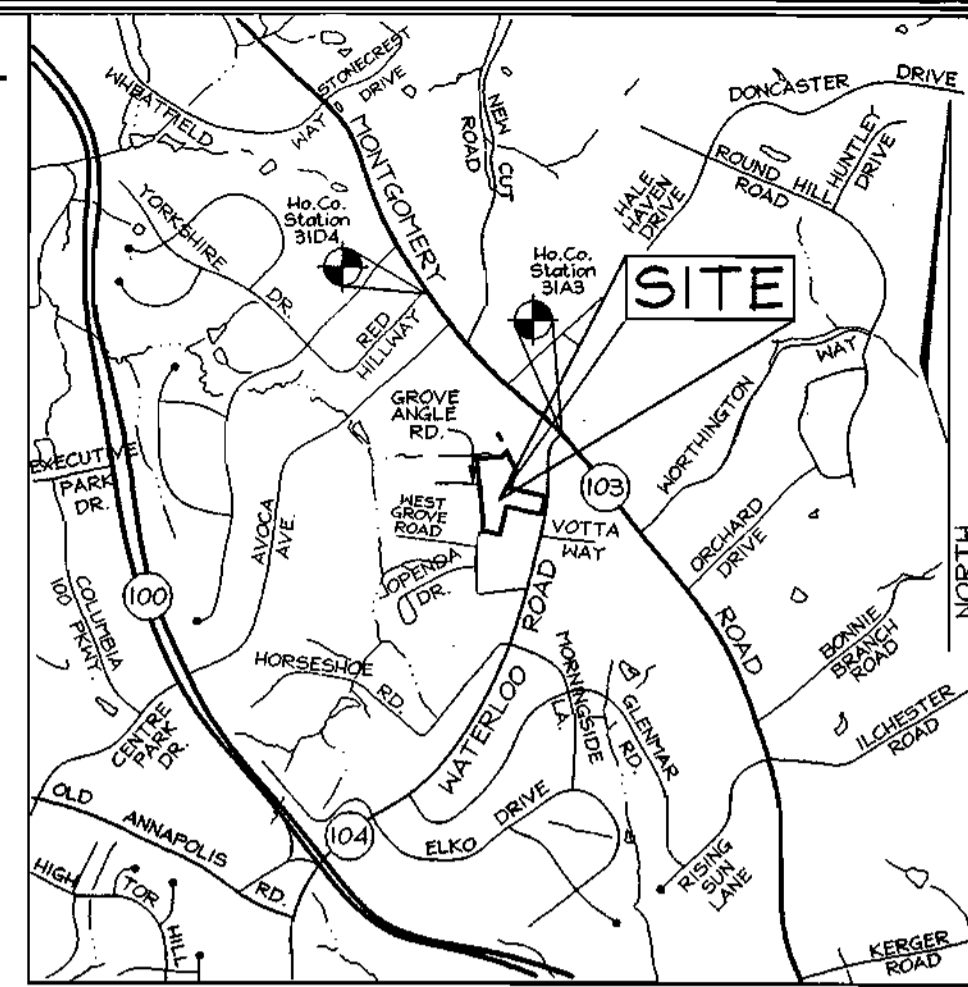 STONECREST
DRIVE
WHEATFIELD
WAY
MONTGOMERY
ROAD
NEW CUT
ROAD
DONCASTER DRIVE
HUNTLEY
DRIVE
ROUND HILL
ROAD
HALE
HAVEN
DRIVE
YORKSHIRE
DR.
Ho.Co.
Station
31D4
Ho.Co.
Station
31A3
SITE
RED
HILLWAY
WORTHINGTON
WAY
GROVE
ANGLE
RD.
EXECUTIVE
PARK
DR.
AVOCA
AVE.
WEST
GROVE
ROAD
103
VOTTA
WAY
ORCHARD
DRIVE
NORTH
OPENDA
DR.
100
COLUMBIA
100 PKWY.
BONNIE
BRANCH
ROAD
HORSESHOE
RD.
WATERLOO
ROAD
MORNINGSIDE
LA.
GLENMAR
RD.
ILCHESTER
ROAD
CENTRE
PARK
DR.
OLD
ANNAPOLIS
RD.
104
ELKO DRIVE
RISING
SUN
LANE
HIGH
TOR
HILL
KERGER
ROAD